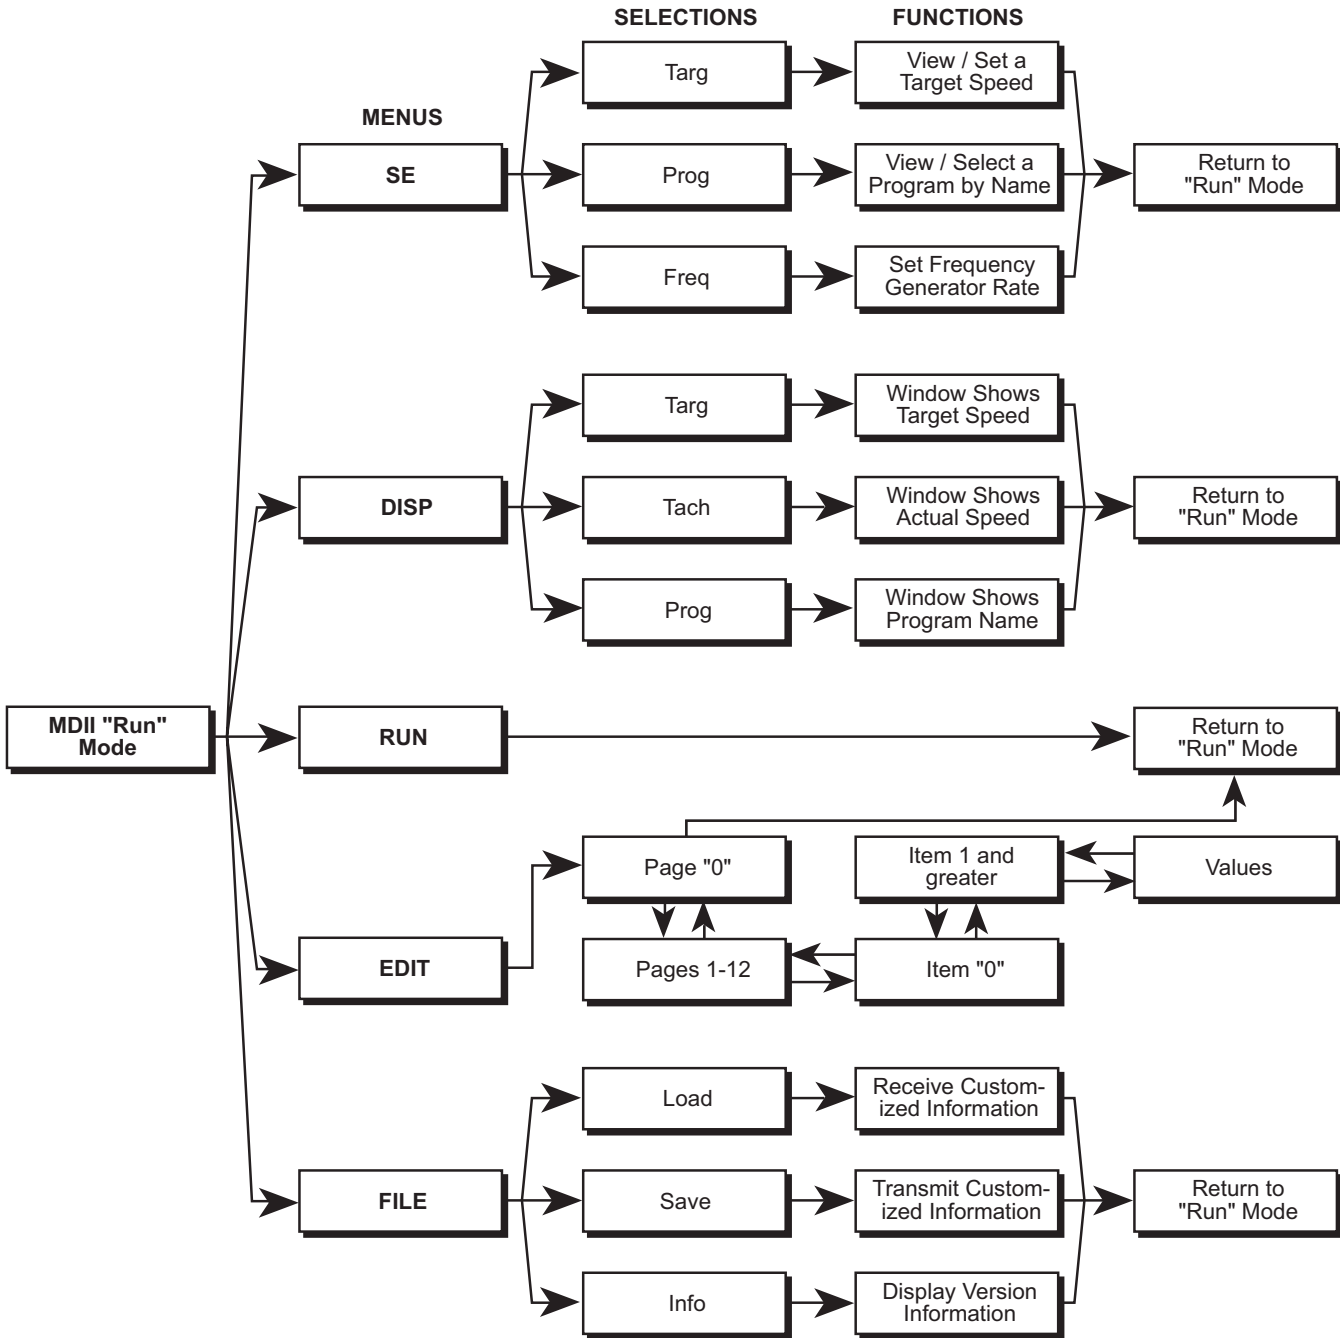 SELECTIONS
FUNCTIONS
MENUS
SE
Targ
View / Set a
Target Speed
Prog
View / Select a
Program by Name
Freq
Set Frequency
Generator Rate
Return to
"Run" Mode
DISP
Targ
Window Shows
Target Speed
Tach
Window Shows
Actual Speed
Prog
Window Shows
Program Name
Return to
"Run" Mode
MDII "Run"
Mode
RUN
Return to
"Run" Mode
EDIT
Page "0"
Pages 1-12
Item 1 and
greater
Item "0"
Values
FILE
Load
Receive Custom-
ized Information
Save
Transmit Custom-
ized Information
Info
Display Version
Information
Return to
"Run" Mode